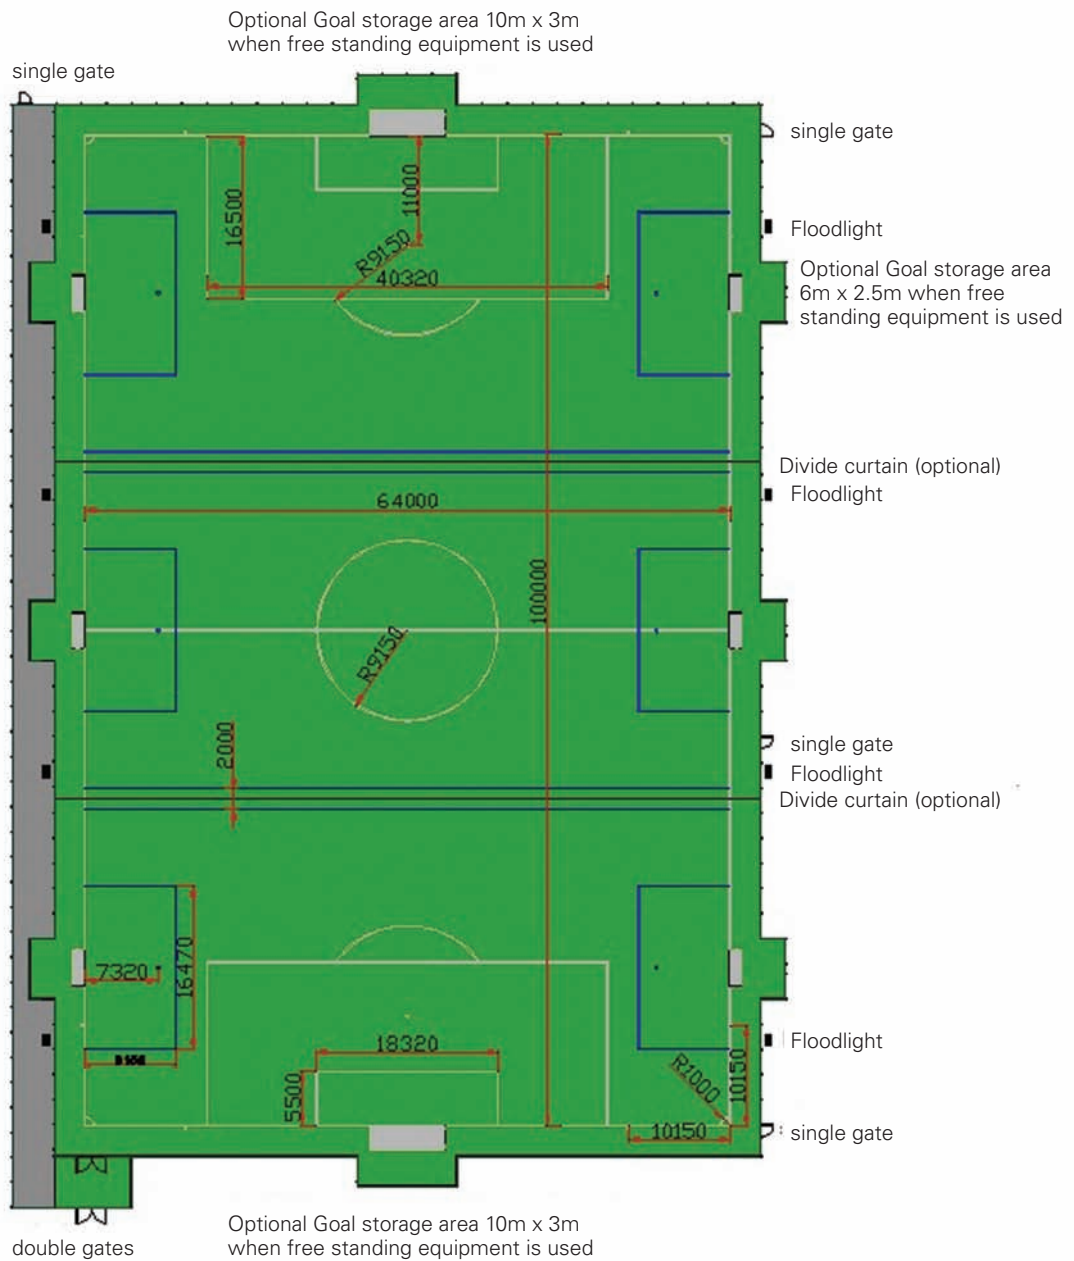 Optional Goal storage area 10m x 3m
when free standing equipment is used
single gate
single gate
16500
11000
R9150
40320
Floodlight
Optional Goal storage area
6m x 2.5m when free
standing equipment is used
Divide curtain (optional)
Floodlight
64000
100000
R9150
2000
single gate
Floodlight
Divide curtain (optional)
7320
16470
18320
5500
R1000
10150
10150
Floodlight
single gate
double gates
Optional Goal storage area 10m x 3m
when free standing equipment is used